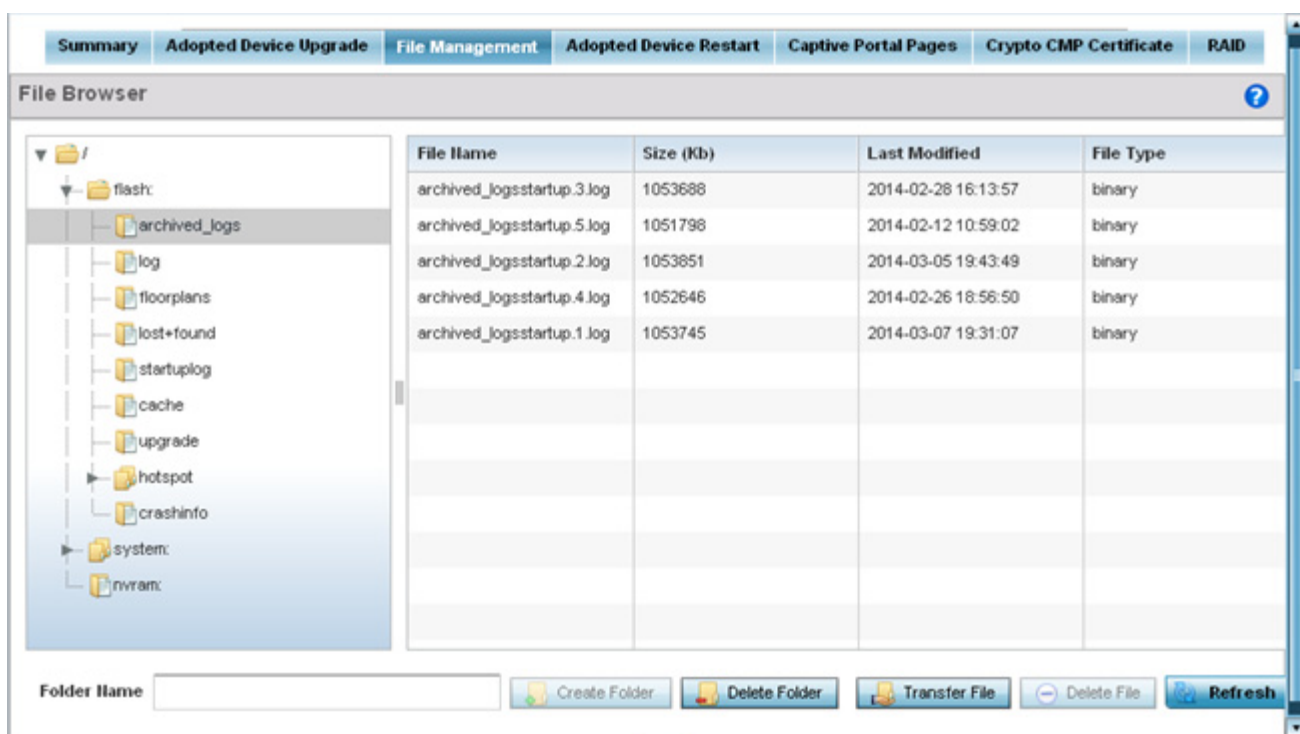 Summary Adopted Device Upgrade File Management Adopted Device Restart Captive Portal Pages Crypto CMP Certificate RAID
File Browser ?
/
flash:
archived_logs
log
floorplans
lost+found
startuplog
cache
upgrade
hotspot
crashinfo
system:
nvram:
File Name Size (Kb) Last Modified File Type
archived_logsstartup.3.log 1053688 2014-02-28 16:13:57 binary
archived_logsstartup.5.log 1051798 2014-02-12 10:59:02 binary
archived_logsstartup.2.log 1053851 2014-03-05 19:43:49 binary
archived_logsstartup.4.log 1052646 2014-02-26 18:56:50 binary
archived_logsstartup.1.log 1053745 2014-03-07 19:31:07 binary
Folder Name Create Folder Delete Folder Transfer File Delete File Refresh